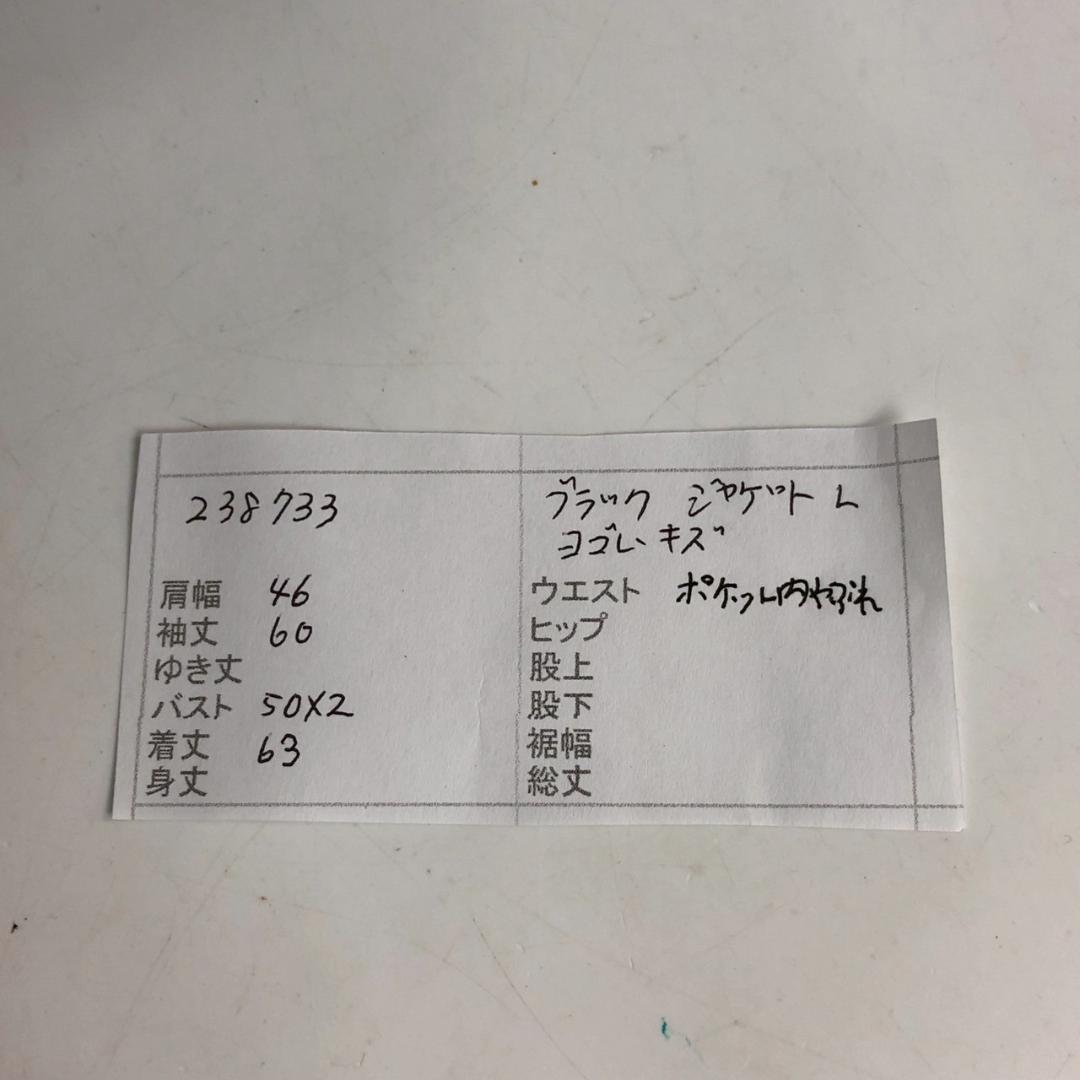 238733
肩幅 46
袖丈 60
ゆき丈
バスト 50X2
着丈 63
身丈
ブラック ジャケット L
ヨゴレ キズ
ウエスト ポケット内やぶれ
ヒップ
股上
股下
裾幅
総丈